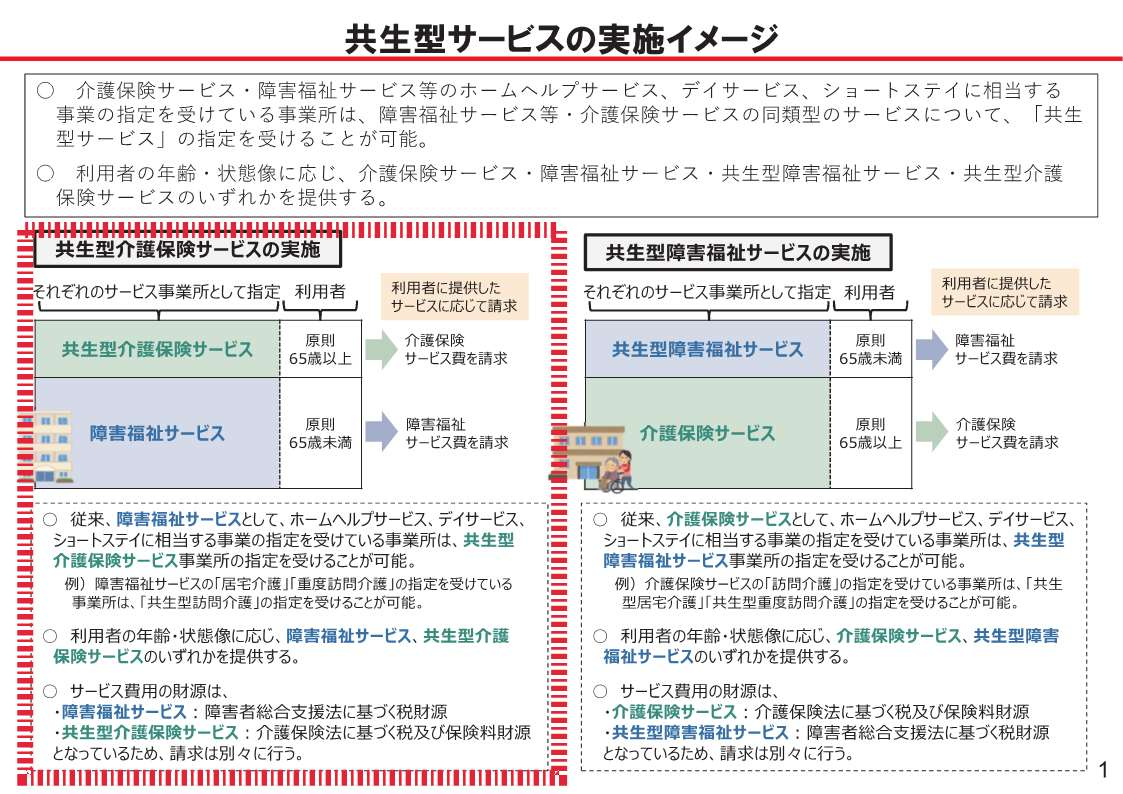 共生型サービスの実施イメージ
○　介護保険サービス・障害福祉サービス等のホームヘルプサービス、デイサービス、ショートステイに相当する
事業の指定を受けている事業所は、障害福祉サービス等・介護保険サービスの同類型のサービスについて、「共生
型サービス」の指定を受けることが可能。
○　利用者の年齢・状態像に応じ、介護保険サービス・障害福祉サービス・共生型障害福祉サービス・共生型介護
保険サービスのいずれかを提供する。
共生型介護保険サービスの実施
それぞれのサービス事業所として指定
利用者
利用者に提供した
サービスに応じて請求
共生型介護保険サービス
原則
65歳以上
介護保険
サービス費を請求
障害福祉サービス
原則
65歳未満
障害福祉
サービス費を請求
○　従来、障害福祉サービスとして、ホームヘルプサービス、デイサービス、
ショートステイに相当する事業の指定を受けている事業所は、共生型
介護保険サービス事業所の指定を受けることが可能。
例）障害福祉サービスの「居宅介護」「重度訪問介護」の指定を受けている
事業所は、「共生型訪問介護」の指定を受けることが可能。
○　利用者の年齢・状態像に応じ、障害福祉サービス、共生型介護
保険サービスのいずれかを提供する。
○　サービス費用の財源は、
・障害福祉サービス：障害者総合支援法に基づく税財源
・共生型介護保険サービス：介護保険法に基づく税及び保険料財源
となっているため、請求は別々に行う。
共生型障害福祉サービスの実施
それぞれのサービス事業所として指定
利用者
利用者に提供した
サービスに応じて請求
共生型障害福祉サービス
原則
65歳未満
障害福祉
サービス費を請求
介護保険サービス
原則
65歳以上
介護保険
サービス費を請求
○　従来、介護保険サービスとして、ホームヘルプサービス、デイサービス、
ショートステイに相当する事業の指定を受けている事業所は、共生型
障害福祉サービス事業所の指定を受けることが可能。
例）介護保険サービスの「訪問介護」の指定を受けている事業所は、「共生
型居宅介護」「共生型重度訪問介護」の指定を受けることが可能。
○　利用者の年齢・状態像に応じ、介護保険サービス、共生型障害
福祉サービスのいずれかを提供する。
○　サービス費用の財源は、
・介護保険サービス：介護保険法に基づく税及び保険料財源
・共生型障害福祉サービス：障害者総合支援法に基づく税財源
となっているため、請求は別々に行う。
1